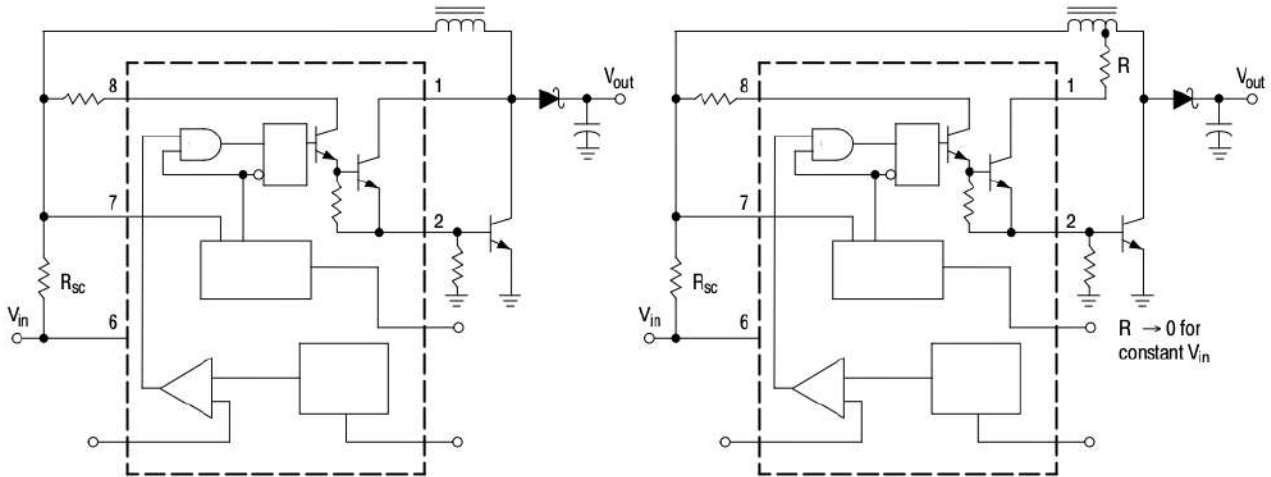 8
1
V_out
7
2
R_sc
V_in
6
R
8
1
V_out
7
2
R_sc
V_in
6
R → 0 for
constant V_in